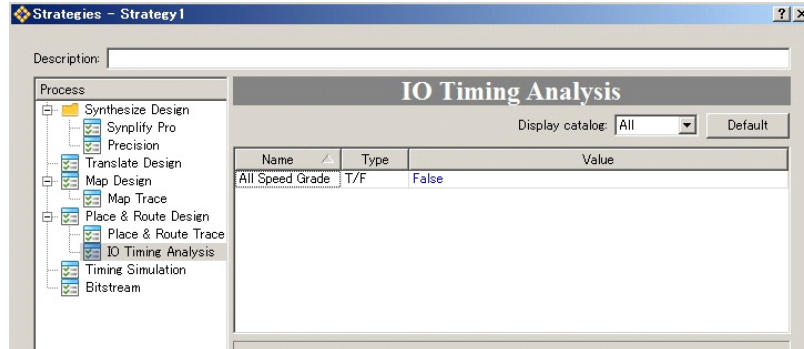 Strategies - Strategy1
Description:
Process
Synthesize Design
Synplify Pro
Precision
Translate Design
Map Design
Map Trace
Place & Route Design
Place & Route Trace
IO Timing Analysis
Timing Simulation
Bitstream
IO Timing Analysis
Display catalog: All Default
Name Type Value
All Speed Grade T/F False